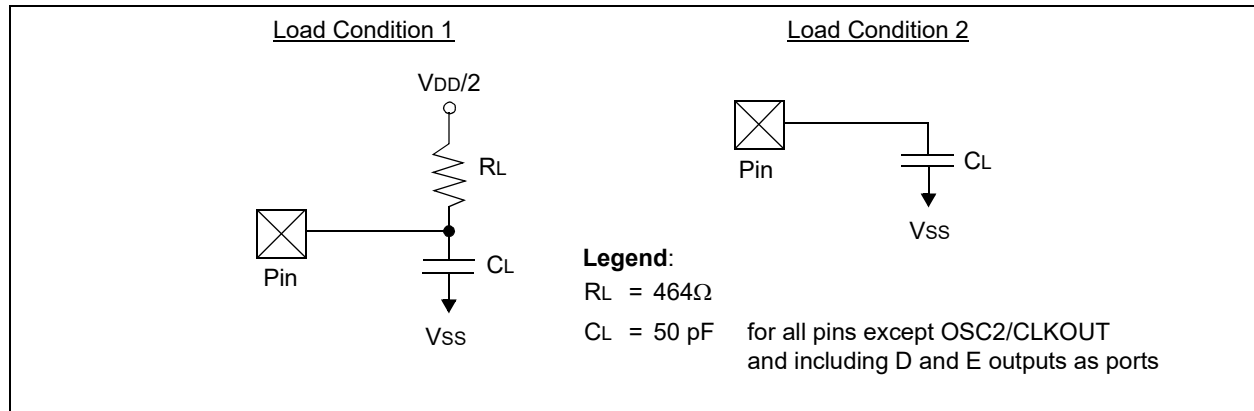 Load Condition 1
VDD/2
RL
Pin
CL
VSS
Load Condition 2
Pin
CL
VSS
Legend:
RL = 464Ω
CL = 50 pF for all pins except OSC2/CLKOUT
and including D and E outputs as ports